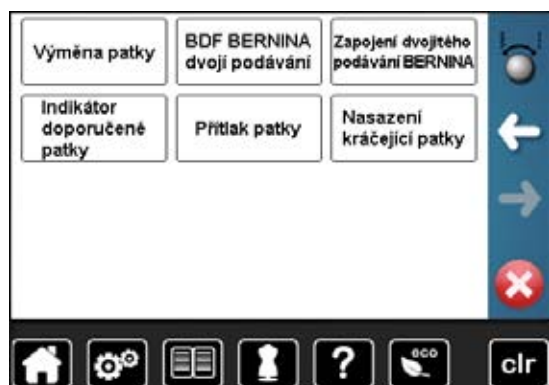 Výměna patky
BDF BERNINA
dvojí podávání
Zapojení dvojitého
podávání BERNINA
Indikátor
doporučené
patky
Přítlak patky
Nasazení
kráčející patky
?
eco
clr